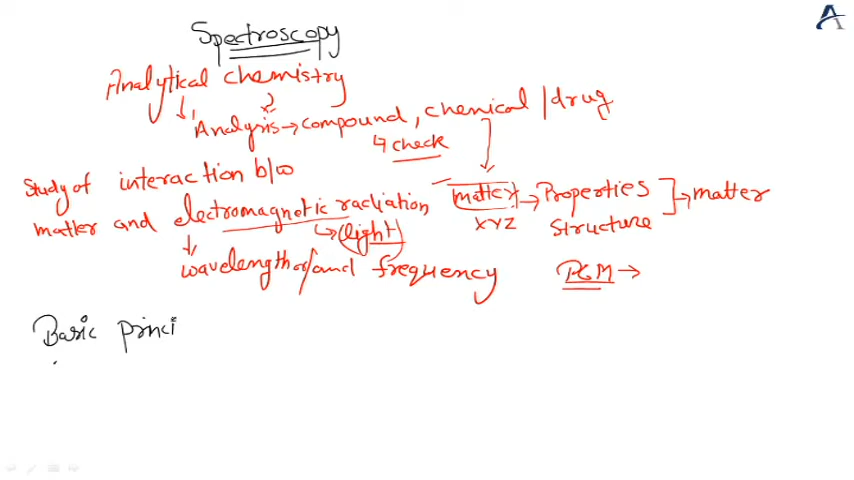 Spectroscopy
Analytical chemistry
Analysis → compound, chemical / drug
↳ check
Study of interaction b/w
matter and electromagnetic radiation
↳ light
matter → Properties
XYZ Structure
→ matter
wavelength or/and frequency
Basic princi